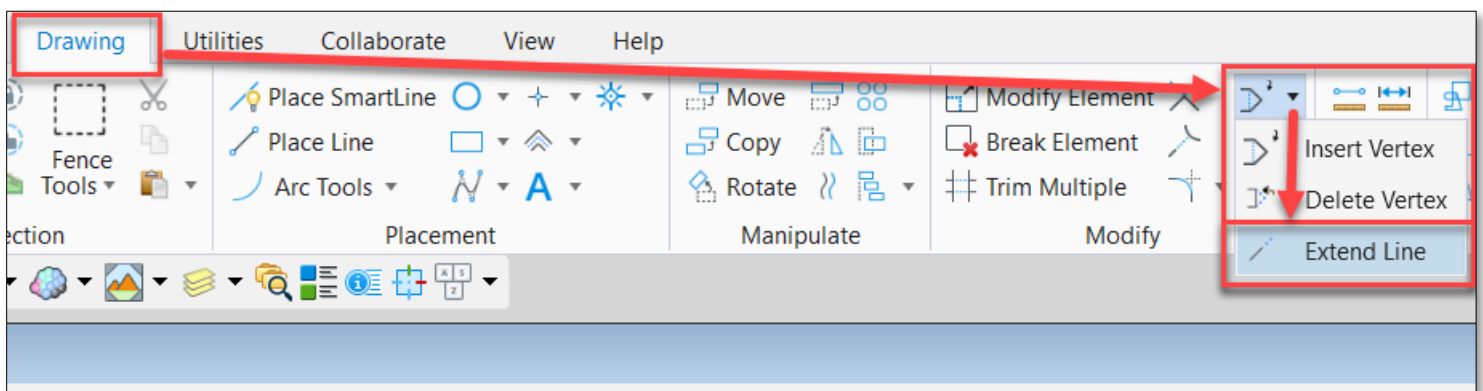 Drawing Utilities Collaborate View Help
Place SmartLine Move Modify Element
Place Line Copy Break Element Insert Vertex
Fence
Tools Arc Tools A Rotate Trim Multiple Delete Vertex
ection Placement Manipulate Modify Extend Line
A S
Z